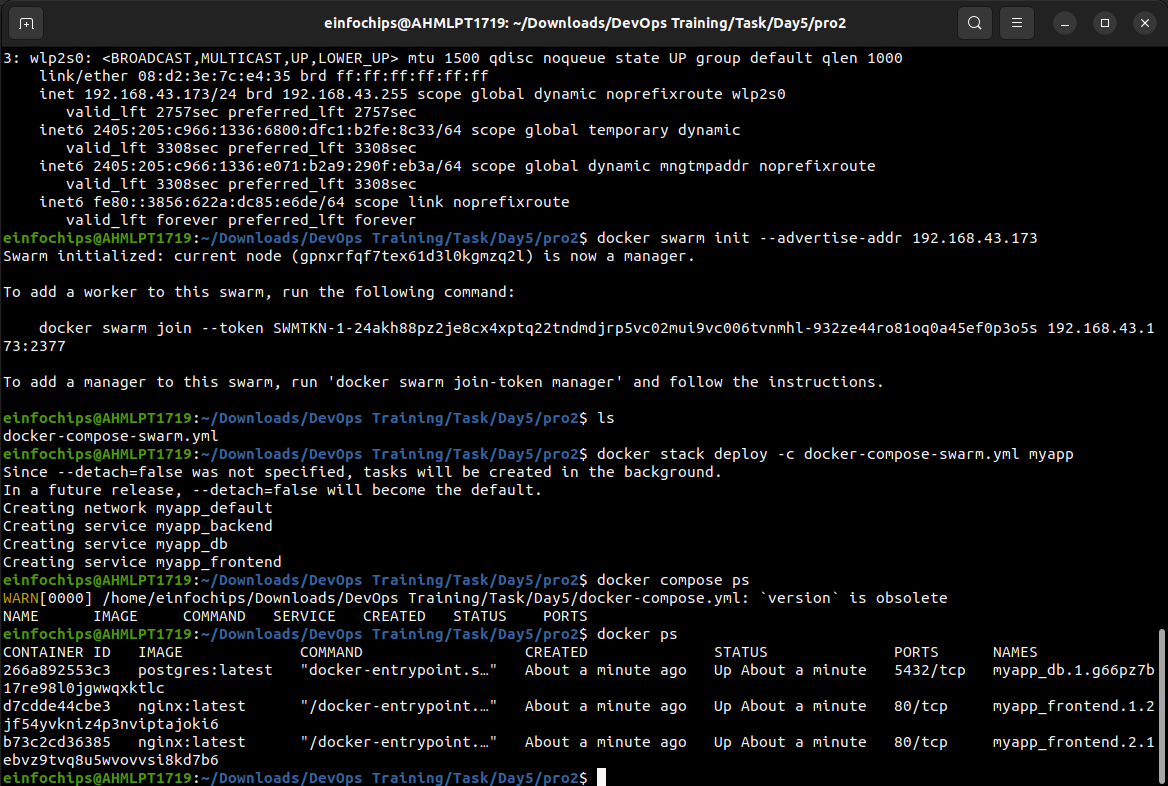 einfochips@AHMLPT1719: ~/Downloads/DevOps Training/Task/Day5/pro2
3: wlp2s0: <BROADCAST,MULTICAST,UP,LOWER_UP> mtu 1500 qdisc noqueue state UP group default qlen 1000
    link/ether 08:d2:3e:7c:e4:35 brd ff:ff:ff:ff:ff:ff
    inet 192.168.43.173/24 brd 192.168.43.255 scope global dynamic noprefixroute wlp2s0
       valid_lft 2757sec preferred_lft 2757sec
    inet6 2405:205:c966:1336:6800:dfc1:b2fe:8c33/64 scope global temporary dynamic
       valid_lft 3308sec preferred_lft 3308sec
    inet6 2405:205:c966:1336:e071:b2a9:290f:eb3a/64 scope global dynamic mngtmpaddr noprefixroute
       valid_lft 3308sec preferred_lft 3308sec
    inet6 fe80::3856:622a:dc85:e6de/64 scope link noprefixroute
       valid_lft forever preferred_lft forever
einfochips@AHMLPT1719:~/Downloads/DevOps Training/Task/Day5/pro2$ docker swarm init --advertise-addr 192.168.43.173
Swarm initialized: current node (gpnxrfqf7tex61d3l0kgmzq2l) is now a manager.

To add a worker to this swarm, run the following command:

    docker swarm join --token SWMTKN-1-24akh88pz2je8cx4xptq22tndmdjrp5vc02mui9vc006tvnmhl-932ze44ro81oq0a45ef0p3o5s 192.168.43.1
73:2377

To add a manager to this swarm, run 'docker swarm join-token manager' and follow the instructions.

einfochips@AHMLPT1719:~/Downloads/DevOps Training/Task/Day5/pro2$ ls
docker-compose-swarm.yml
einfochips@AHMLPT1719:~/Downloads/DevOps Training/Task/Day5/pro2$ docker stack deploy -c docker-compose-swarm.yml myapp
Since --detach=false was not specified, tasks will be created in the background.
In a future release, --detach=false will become the default.
Creating network myapp_default
Creating service myapp_backend
Creating service myapp_db
Creating service myapp_frontend
einfochips@AHMLPT1719:~/Downloads/DevOps Training/Task/Day5/pro2$ docker compose ps
WARN[0000] /home/einfochips/Downloads/DevOps Training/Task/Day5/docker-compose.yml: `version` is obsolete
NAME      IMAGE     COMMAND   SERVICE   CREATED   STATUS    PORTS
einfochips@AHMLPT1719:~/Downloads/DevOps Training/Task/Day5/pro2$ docker ps
CONTAINER ID   IMAGE             COMMAND                  CREATED              STATUS              PORTS      NAMES
266a892553c3   postgres:latest   "docker-entrypoint.s…"   About a minute ago   Up About a minute   5432/tcp   myapp_db.1.g66pz7b
17re98l0jgwwqxktlc
d7cdde44cbe3   nginx:latest      "/docker-entrypoint.…"   About a minute ago   Up About a minute   80/tcp     myapp_frontend.1.2
jf54yvkniz4p3nviptajoki6
b73c2cd36385   nginx:latest      "/docker-entrypoint.…"   About a minute ago   Up About a minute   80/tcp     myapp_frontend.2.1
ebvz9tvq8u5wvovvsi8kd7b6
einfochips@AHMLPT1719:~/Downloads/DevOps Training/Task/Day5/pro2$